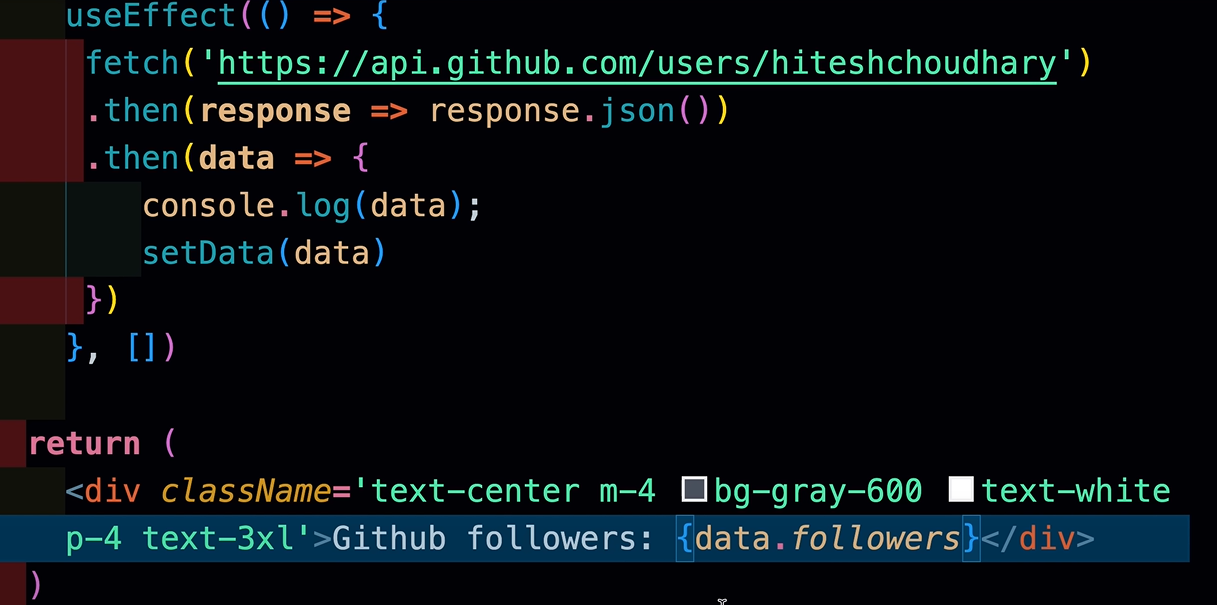 useEffect(() => {
fetch('https://api.github.com/users/hiteshchoudhary')
.then(response => response.json())
.then(data => {
console.log(data);
setData(data)
})
}, [])
return (
<div className='text-center m-4 bg-gray-600 text-white
p-4 text-3xl'>Github followers: {data.followers}</div>
)